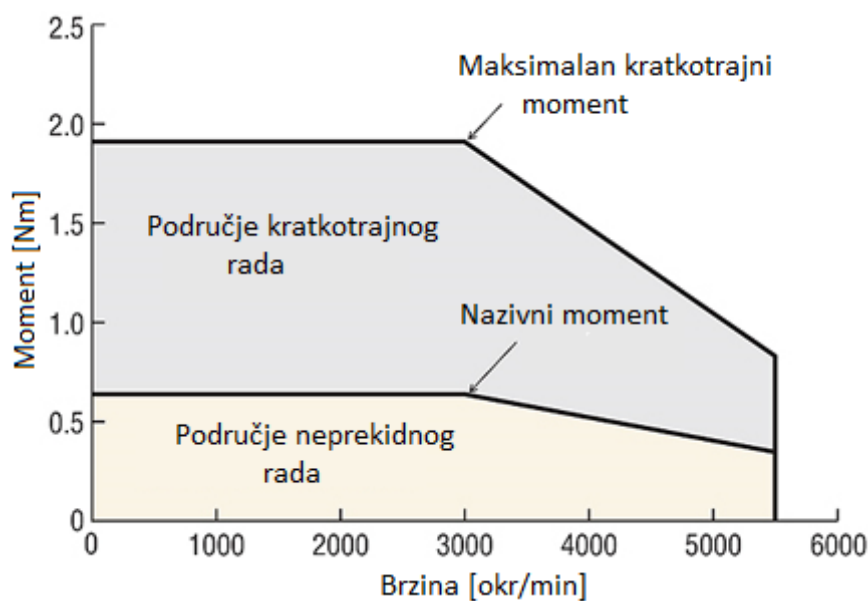 2.5
Maksimalan kratkotrajni
moment
2.0
Područje kratkotrajnog
rada
1.5
Moment [Nm]
Nazivni moment
1.0
0.5
Područje neprekidnog
rada
0
0 1000 2000 3000 4000 5000 6000
Brzina [okr/min]